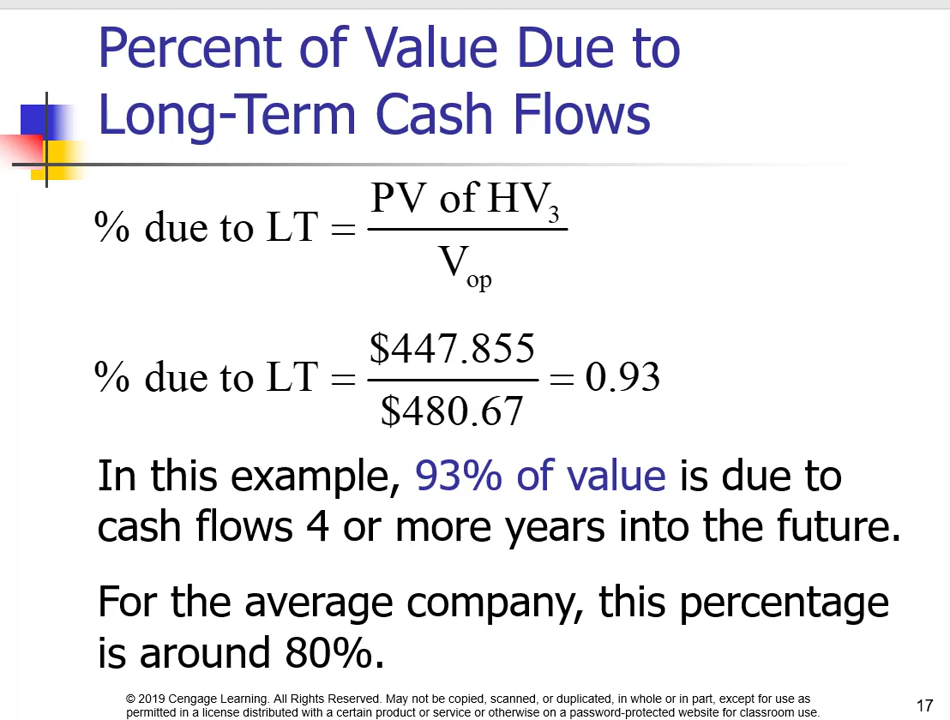 Percent of Value Due to
Long-Term Cash Flows
% due to LT = PV of HV3 / Vop
% due to LT = $447.855 / $480.67 = 0.93
In this example, 93% of value is due to
cash flows 4 or more years into the future.
For the average company, this percentage
is around 80%.
© 2019 Cengage Learning. All Rights Reserved. May not be copied, scanned, or duplicated, in whole or in part, except for use as
permitted in a license distributed with a certain product or service or otherwise on a password-protected website for classroom use.
17